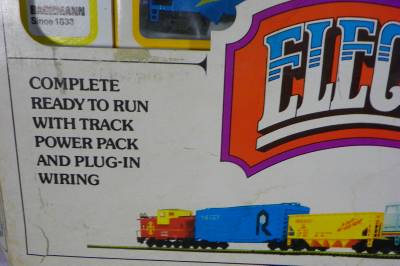 BACHMANN
Since 1833
ELEC
COMPLETE
READY TO RUN
WITH TRACK
POWER PACK
AND PLUG-IN
WIRING
R